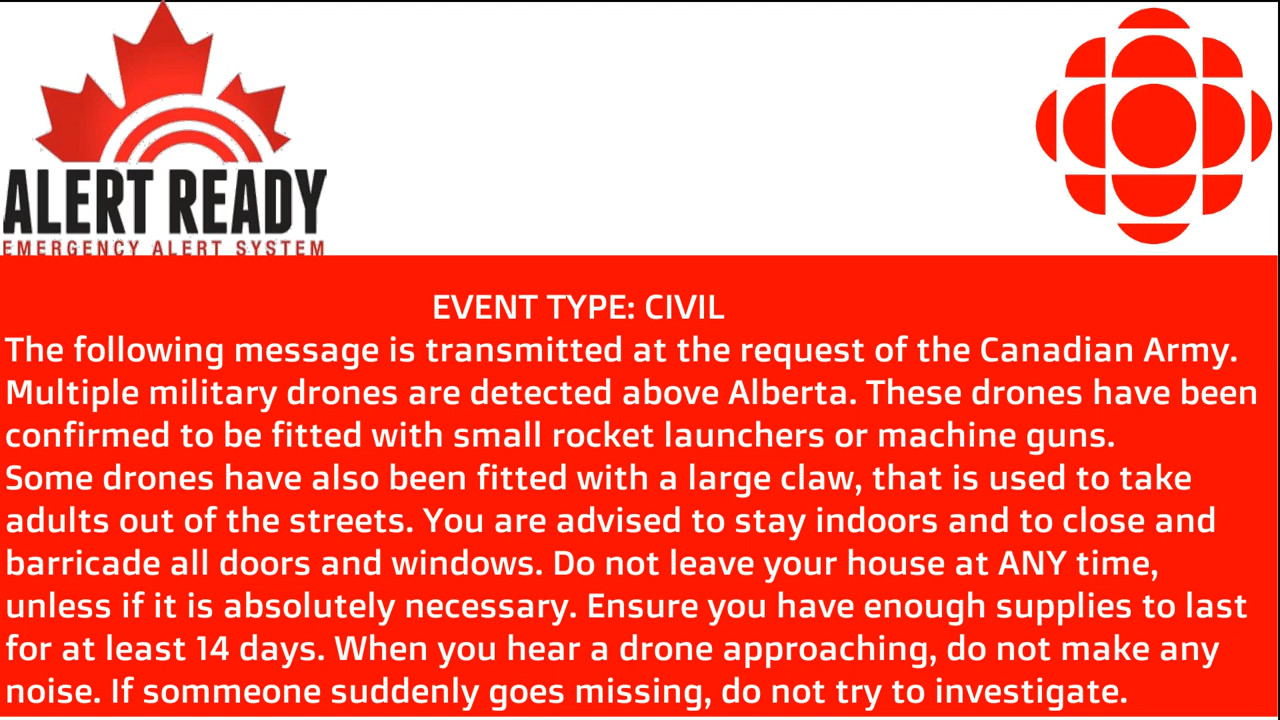 ALERT READY
EMERGENCY ALERT SYSTEM
EVENT TYPE: CIVIL
The following message is transmitted at the request of the Canadian Army.
Multiple military drones are detected above Alberta. These drones have been
confirmed to be fitted with small rocket launchers or machine guns.
Some drones have also been fitted with a large claw, that is used to take
adults out of the streets. You are advised to stay indoors and to close and
barricade all doors and windows. Do not leave your house at ANY time,
unless if it is absolutely necessary. Ensure you have enough supplies to last
for at least 14 days. When you hear a drone approaching, do not make any
noise. If sommeone suddenly goes missing, do not try to investigate.